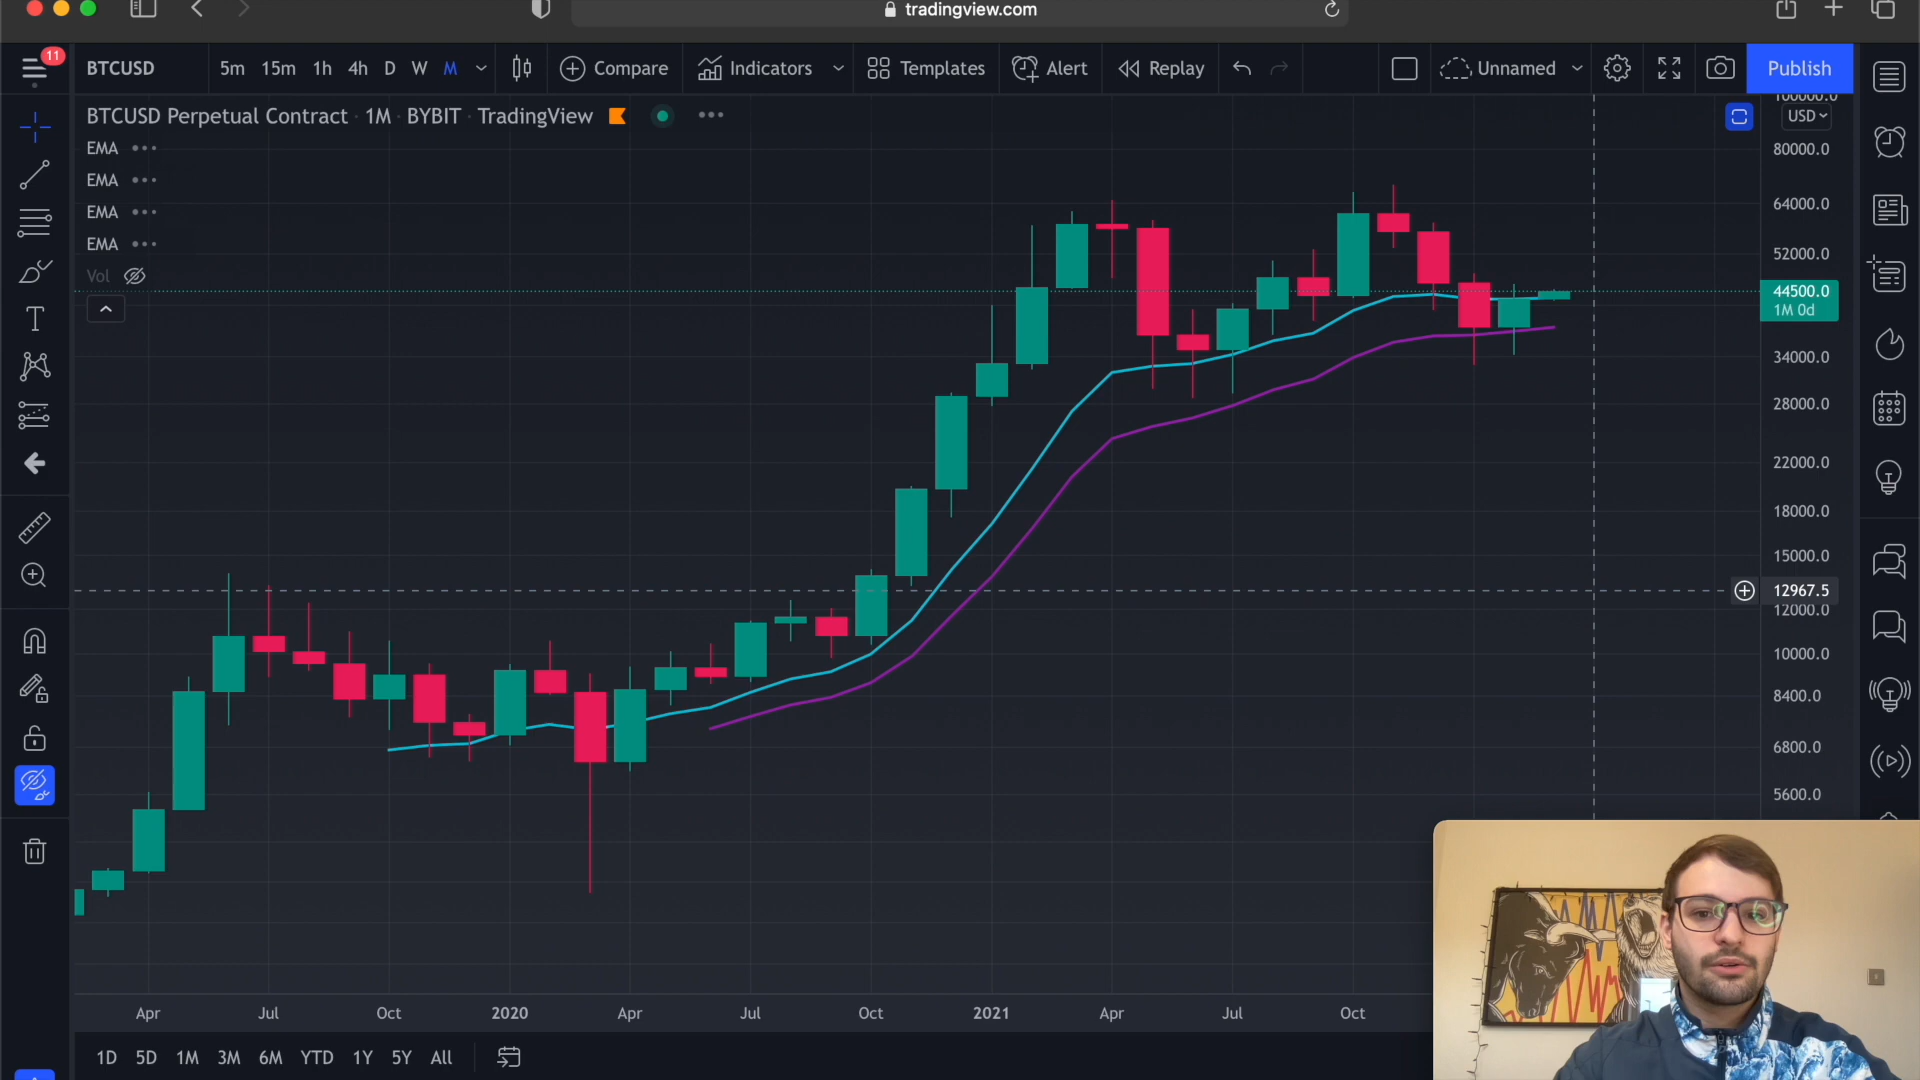 tradingview.com
11
BTCUSD
5m 15m 1h 4h D W M
Compare
Indicators
Templates
Alert
Replay
Unnamed
Publish
BTCUSD Perpetual Contract · 1M · BYBIT · TradingView
EMA
EMA
EMA
EMA
Vol
100000.0
USD
80000.0
64000.0
52000.0
44500.0
1M 0d
34000.0
28000.0
22000.0
18000.0
15000.0
12967.5
12000.0
10000.0
8400.0
6800.0
5600.0
Apr Jul Oct 2020 Apr Jul Oct 2021 Apr Jul Oct
1D 5D 1M 3M 6M YTD 1Y 5Y All